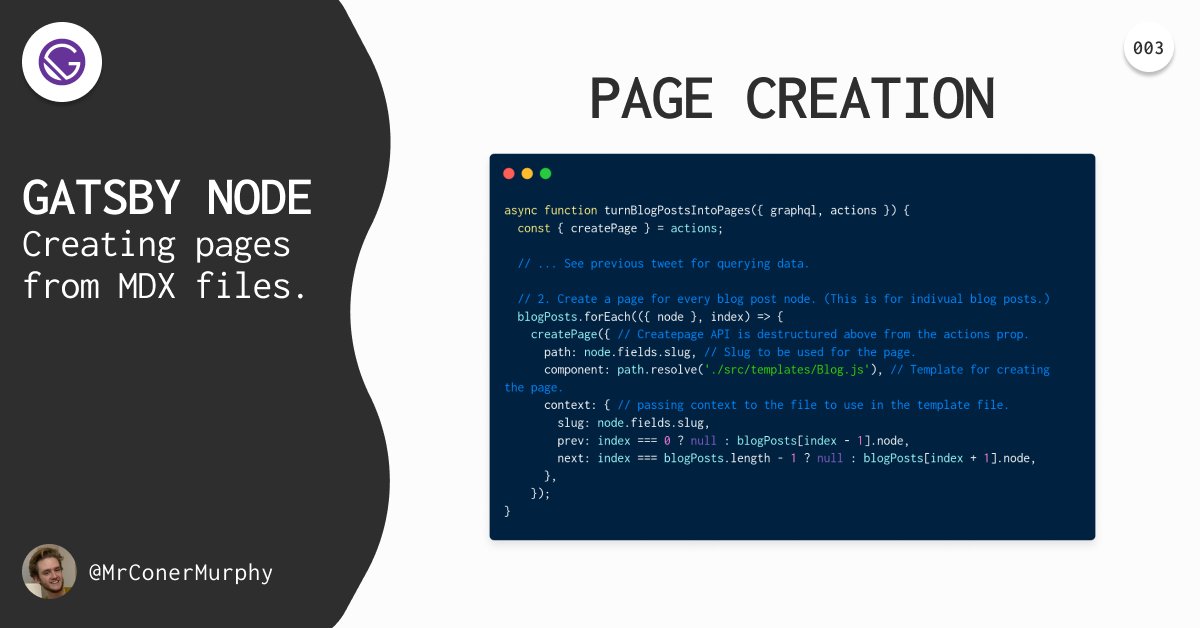 003
PAGE CREATION
GATSBY NODE
Creating pages
from MDX files.
async function turnBlogPostsIntoPages({ graphql, actions }) {
  const { createPage } = actions;

  // ... See previous tweet for querying data.

  // 2. Create a page for every blog post node. (This is for indivual blog posts.)
  blogPosts.forEach(({ node }, index) => {
    createPage({ // Createpage API is destructured above from the actions prop.
      path: node.fields.slug, // Slug to be used for the page.
      component: path.resolve('./src/templates/Blog.js'), // Template for creating
the page.
      context: { // passing context to the file to use in the template file.
        slug: node.fields.slug,
        prev: index === 0 ? null : blogPosts[index - 1].node,
        next: index === blogPosts.length - 1 ? null : blogPosts[index + 1].node,
      },
    });
}
@MrConerMurphy